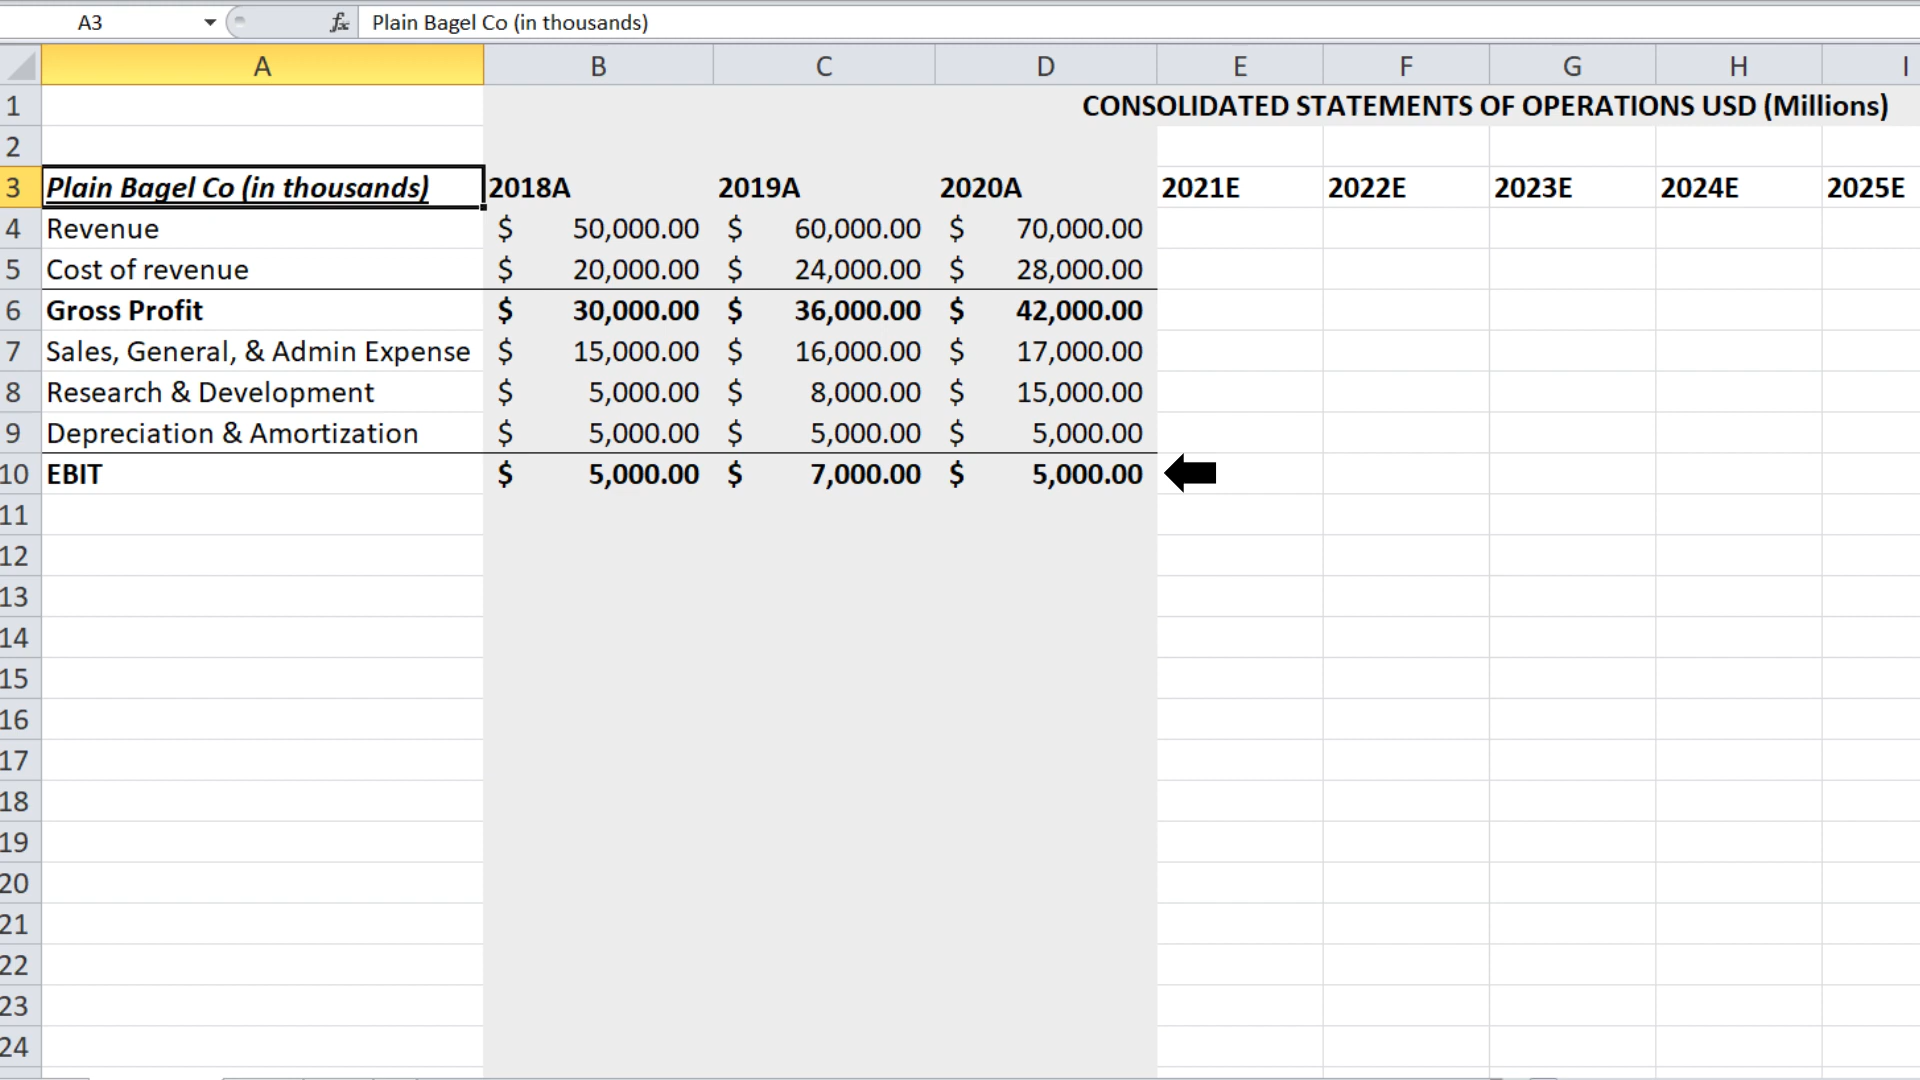 A3 fx Plain Bagel Co (in thousands)
A B C D E F G H I
1 CONSOLIDATED STATEMENTS OF OPERATIONS USD (Millions)
2
3 Plain Bagel Co (in thousands) 2018A 2019A 2020A 2021E 2022E 2023E 2024E 2025E
4 Revenue $ 50,000.00 $ 60,000.00 $ 70,000.00
5 Cost of revenue $ 20,000.00 $ 24,000.00 $ 28,000.00
6 Gross Profit $ 30,000.00 $ 36,000.00 $ 42,000.00
7 Sales, General, & Admin Expense $ 15,000.00 $ 16,000.00 $ 17,000.00
8 Research & Development $ 5,000.00 $ 8,000.00 $ 15,000.00
9 Depreciation & Amortization $ 5,000.00 $ 5,000.00 $ 5,000.00
10 EBIT $ 5,000.00 $ 7,000.00 $ 5,000.00
11
12
13
14
15
16
17
18
19
20
21
22
23
24